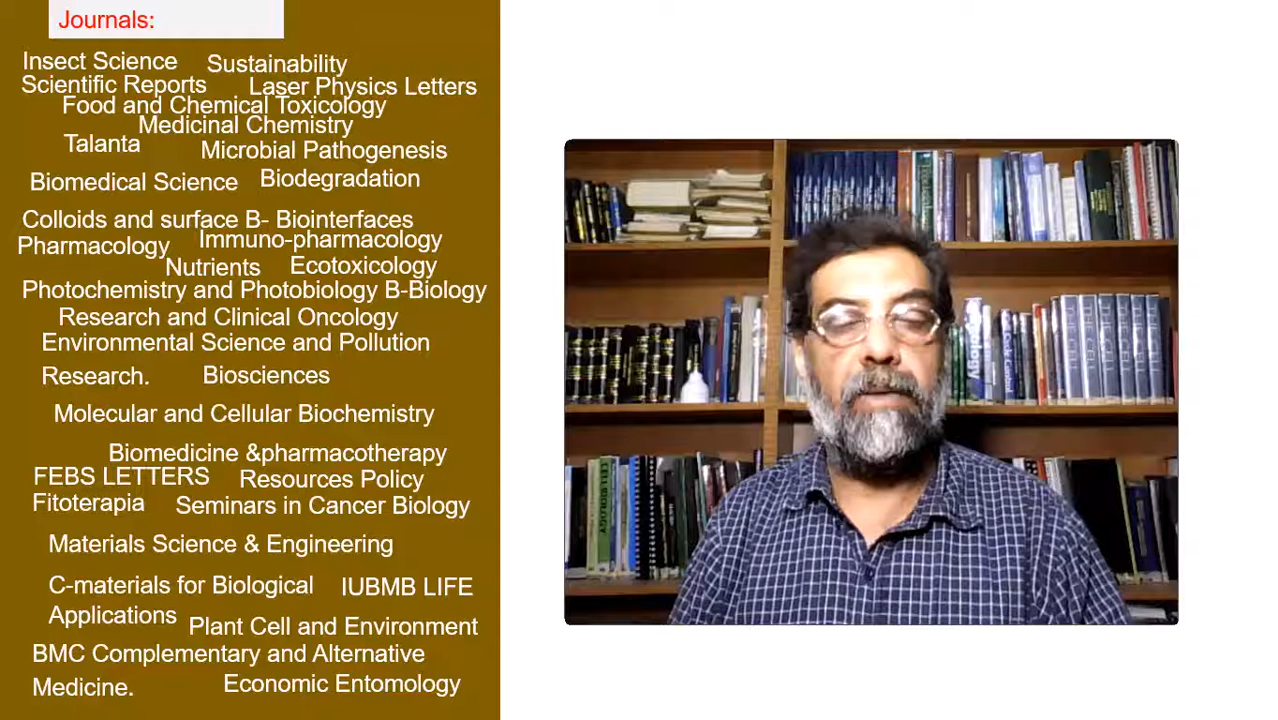 Journals:
Insect Science Sustainability
Scientific Reports Laser Physics Letters
Food and Chemical Toxicology
Medicinal Chemistry
Talanta Microbial Pathogenesis
Biomedical Science Biodegradation
Colloids and surface B- Biointerfaces
Pharmacology Immuno-pharmacology
Nutrients Ecotoxicology
Photochemistry and Photobiology B-Biology
Research and Clinical Oncology
Environmental Science and Pollution
Research. Biosciences
Molecular and Cellular Biochemistry
Biomedicine &pharmacotherapy
FEBS LETTERS Resources Policy
Fitoterapia Seminars in Cancer Biology
Materials Science & Engineering
C-materials for Biological IUBMB LIFE
Applications Plant Cell and Environment
BMC Complementary and Alternative
Medicine. Economic Entomology
CELL BIOLOGY
THE CELL